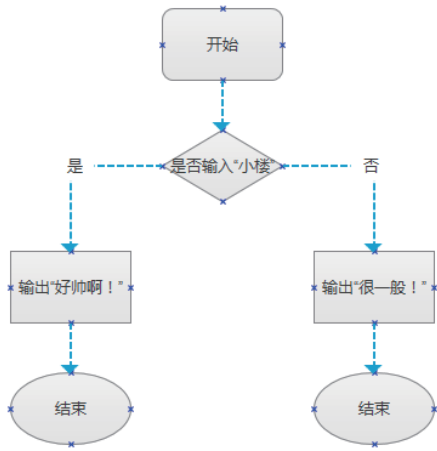 开始
是
是否输入“小楼”
否
输出“好帅啊！”
输出“很一般！”
结束
结束